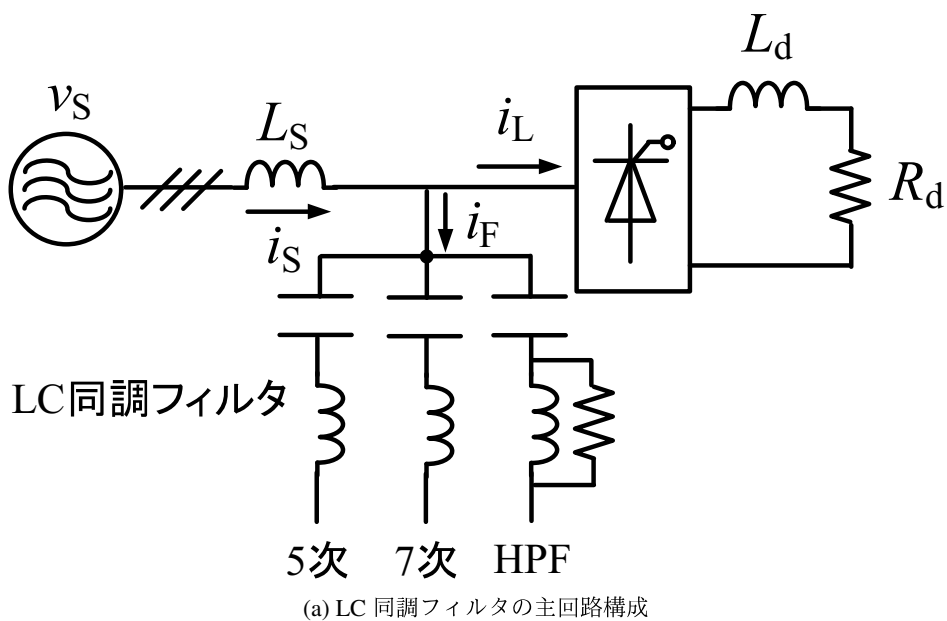 v_S
L_S
i_S
i_L
i_F
L_d
R_d
LC同調フィルタ
5次 7次 HPF
(a) LC 同調フィルタの主回路構成